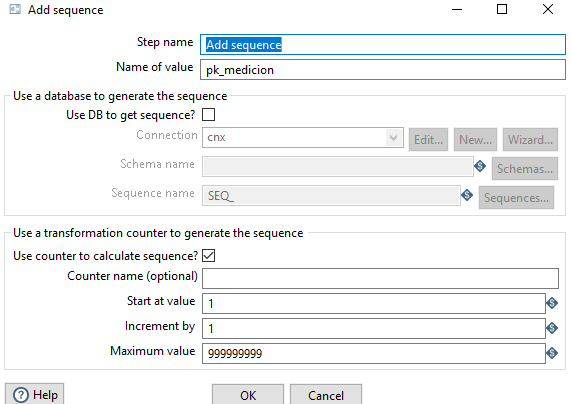 Add sequence
Step name Add sequence
Name of value pk_medicion
Use a database to generate the sequence
Use DB to get sequence?
Connection cnx Edit... New... Wizard...
Schema name S Schemas...
Sequence name SEQ_ S Sequences...
Use a transformation counter to generate the sequence
Use counter to calculate sequence?
Counter name (optional)
Start at value 1 S
Increment by 1 S
Maximum value 999999999 S
? Help OK Cancel